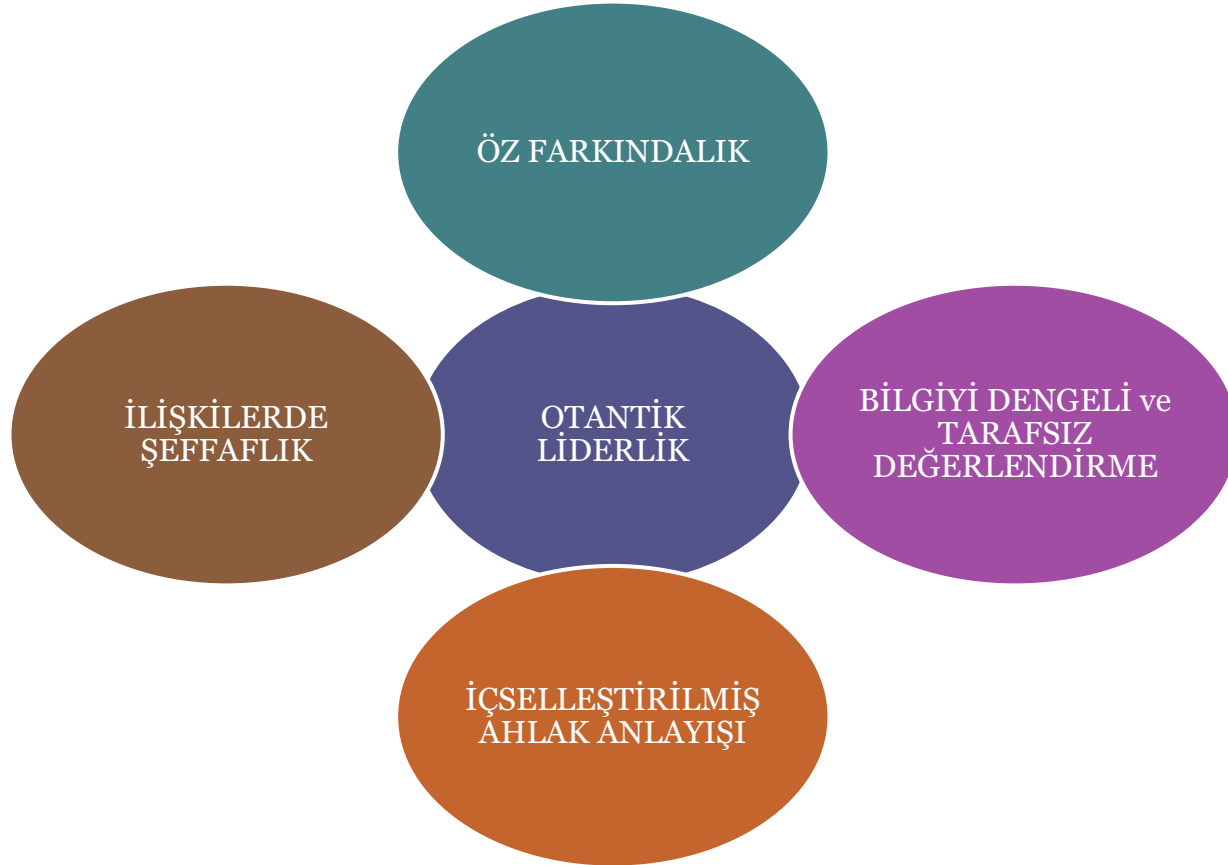 ÖZ FARKINDALIK
İLİŞKİLERDE
ŞEFFAFLIK
OTANTİK
LİDERLİK
BİLGİYİ DENGELİ ve
TARAFSIZ
DEĞERLENDİRME
İÇSELLEŞTİRİLMİŞ
AHLAK ANLAYIŞI